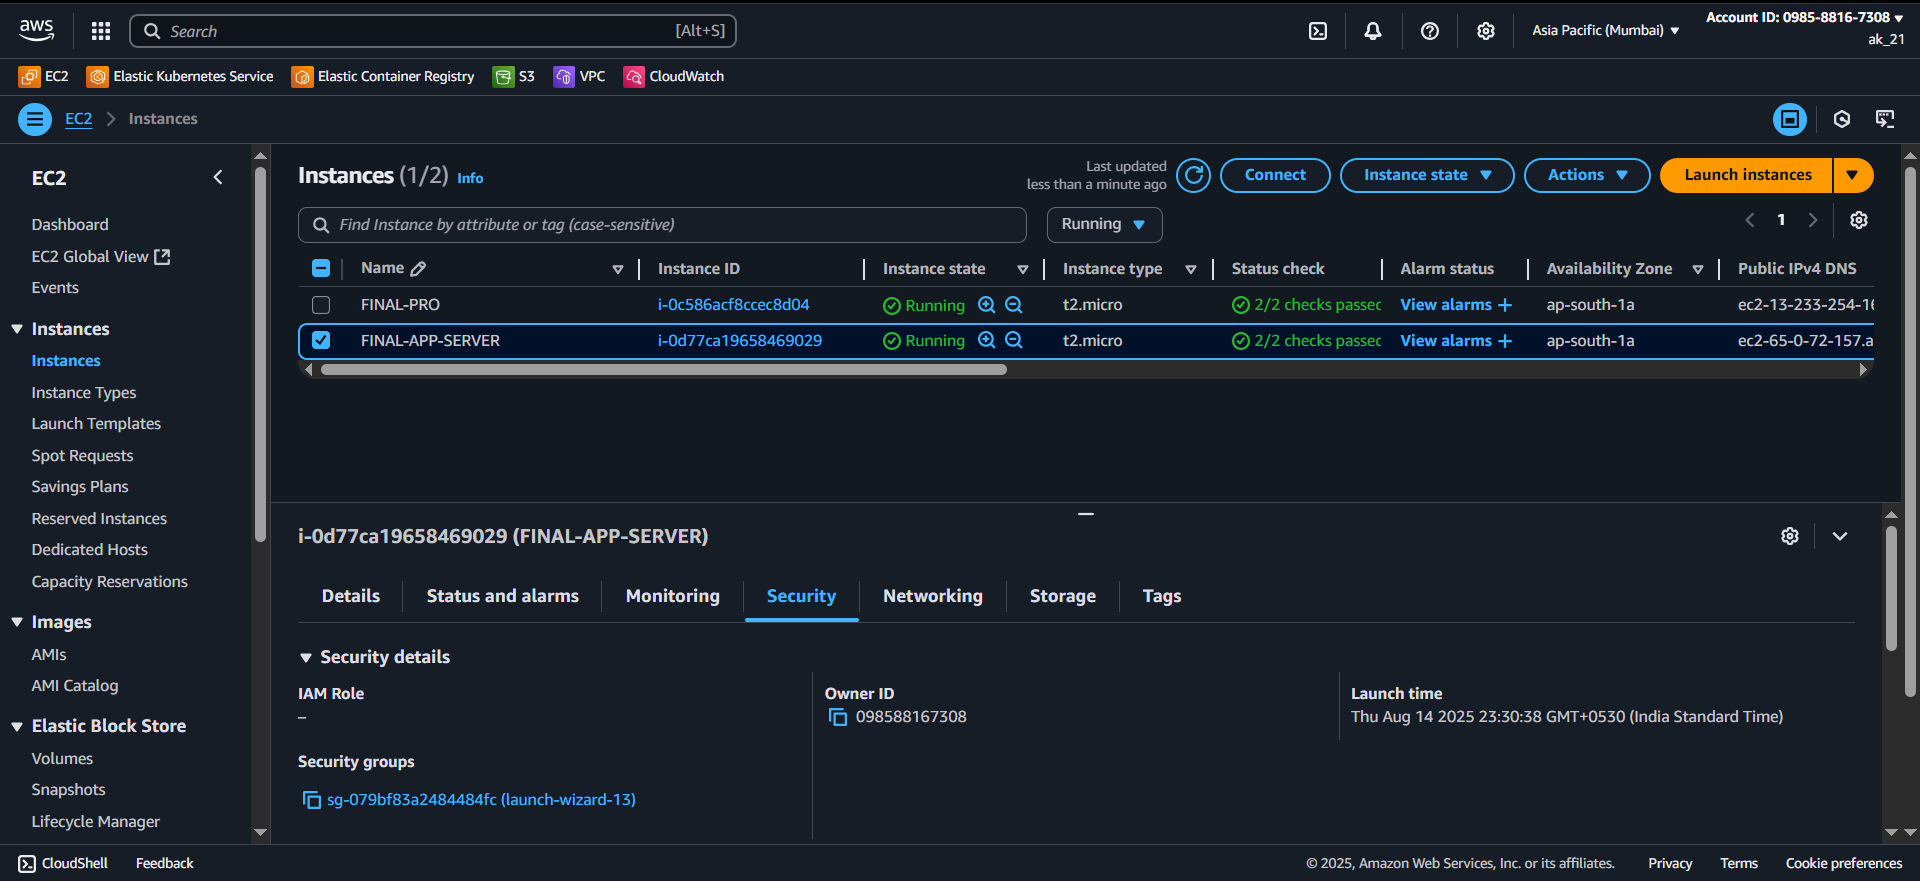 aws
Search [Alt+S]
Asia Pacific (Mumbai)
Account ID: 0985-8816-7308
ak_21
EC2 Elastic Kubernetes Service Elastic Container Registry S3 VPC CloudWatch
EC2 Instances
EC2
Dashboard
EC2 Global View
Events
Instances
Instances
Instance Types
Launch Templates
Spot Requests
Savings Plans
Reserved Instances
Dedicated Hosts
Capacity Reservations
Images
AMIs
AMI Catalog
Elastic Block Store
Volumes
Snapshots
Lifecycle Manager
Instances (1/2) Info
Last updated
less than a minute ago
Connect Instance state Actions Launch instances
Find Instance by attribute or tag (case-sensitive) Running 1
Name Instance ID Instance state Instance type Status check Alarm status Availability Zone Public IPv4 DNS
FINAL-PRO i-0c586acf8ccec8d04 Running t2.micro 2/2 checks passec View alarms ap-south-1a ec2-13-233-254-16
FINAL-APP-SERVER i-0d77ca19658469029 Running t2.micro 2/2 checks passec View alarms ap-south-1a ec2-65-0-72-157.a
i-0d77ca19658469029 (FINAL-APP-SERVER)
Details Status and alarms Monitoring Security Networking Storage Tags
Security details
IAM Role
–
Owner ID
098588167308
Launch time
Thu Aug 14 2025 23:30:38 GMT+0530 (India Standard Time)
Security groups
sg-079bf83a2484484fc (launch-wizard-13)
CloudShell Feedback © 2025, Amazon Web Services, Inc. or its affiliates. Privacy Terms Cookie preferences